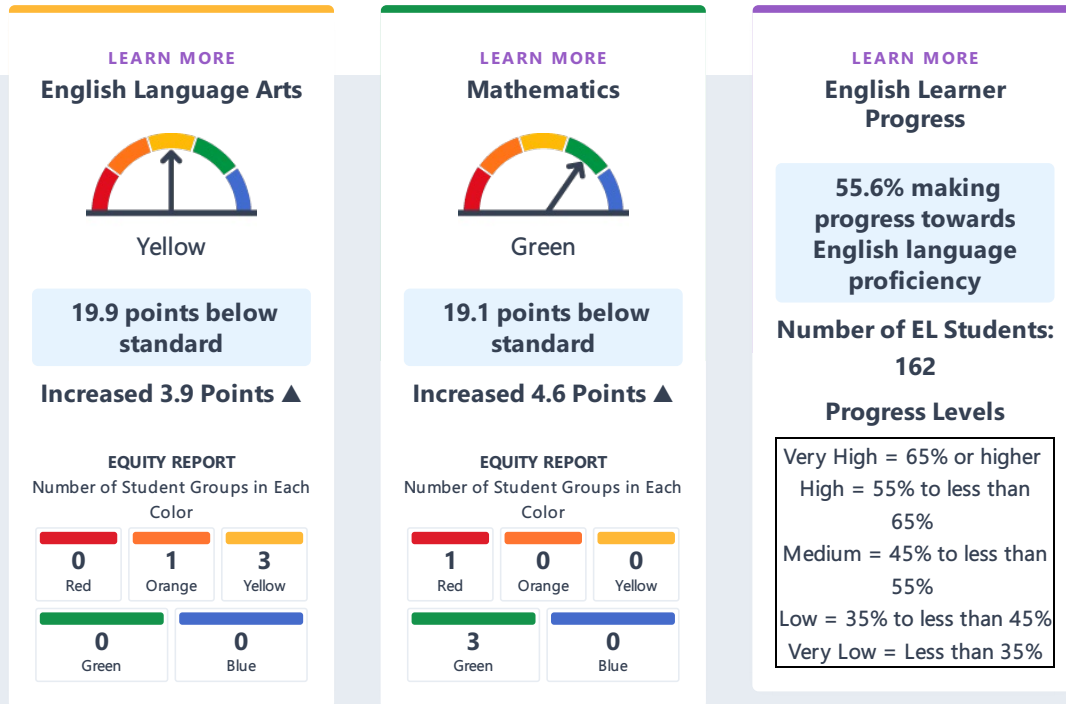 LEARN MORE
English Language Arts
Yellow
19.9 points below
standard
Increased 3.9 Points ▲
EQUITY REPORT
Number of Student Groups in Each
Color
0
Red
1
Orange
3
Yellow
0
Green
0
Blue
LEARN MORE
Mathematics
Green
19.1 points below
standard
Increased 4.6 Points ▲
EQUITY REPORT
Number of Student Groups in Each
Color
1
Red
0
Orange
0
Yellow
3
Green
0
Blue
LEARN MORE
English Learner
Progress
55.6% making
progress towards
English language
proficiency
Number of EL Students:
162
Progress Levels
Very High = 65% or higher
High = 55% to less than
65%
Medium = 45% to less than
55%
Low = 35% to less than 45%
Very Low = Less than 35%